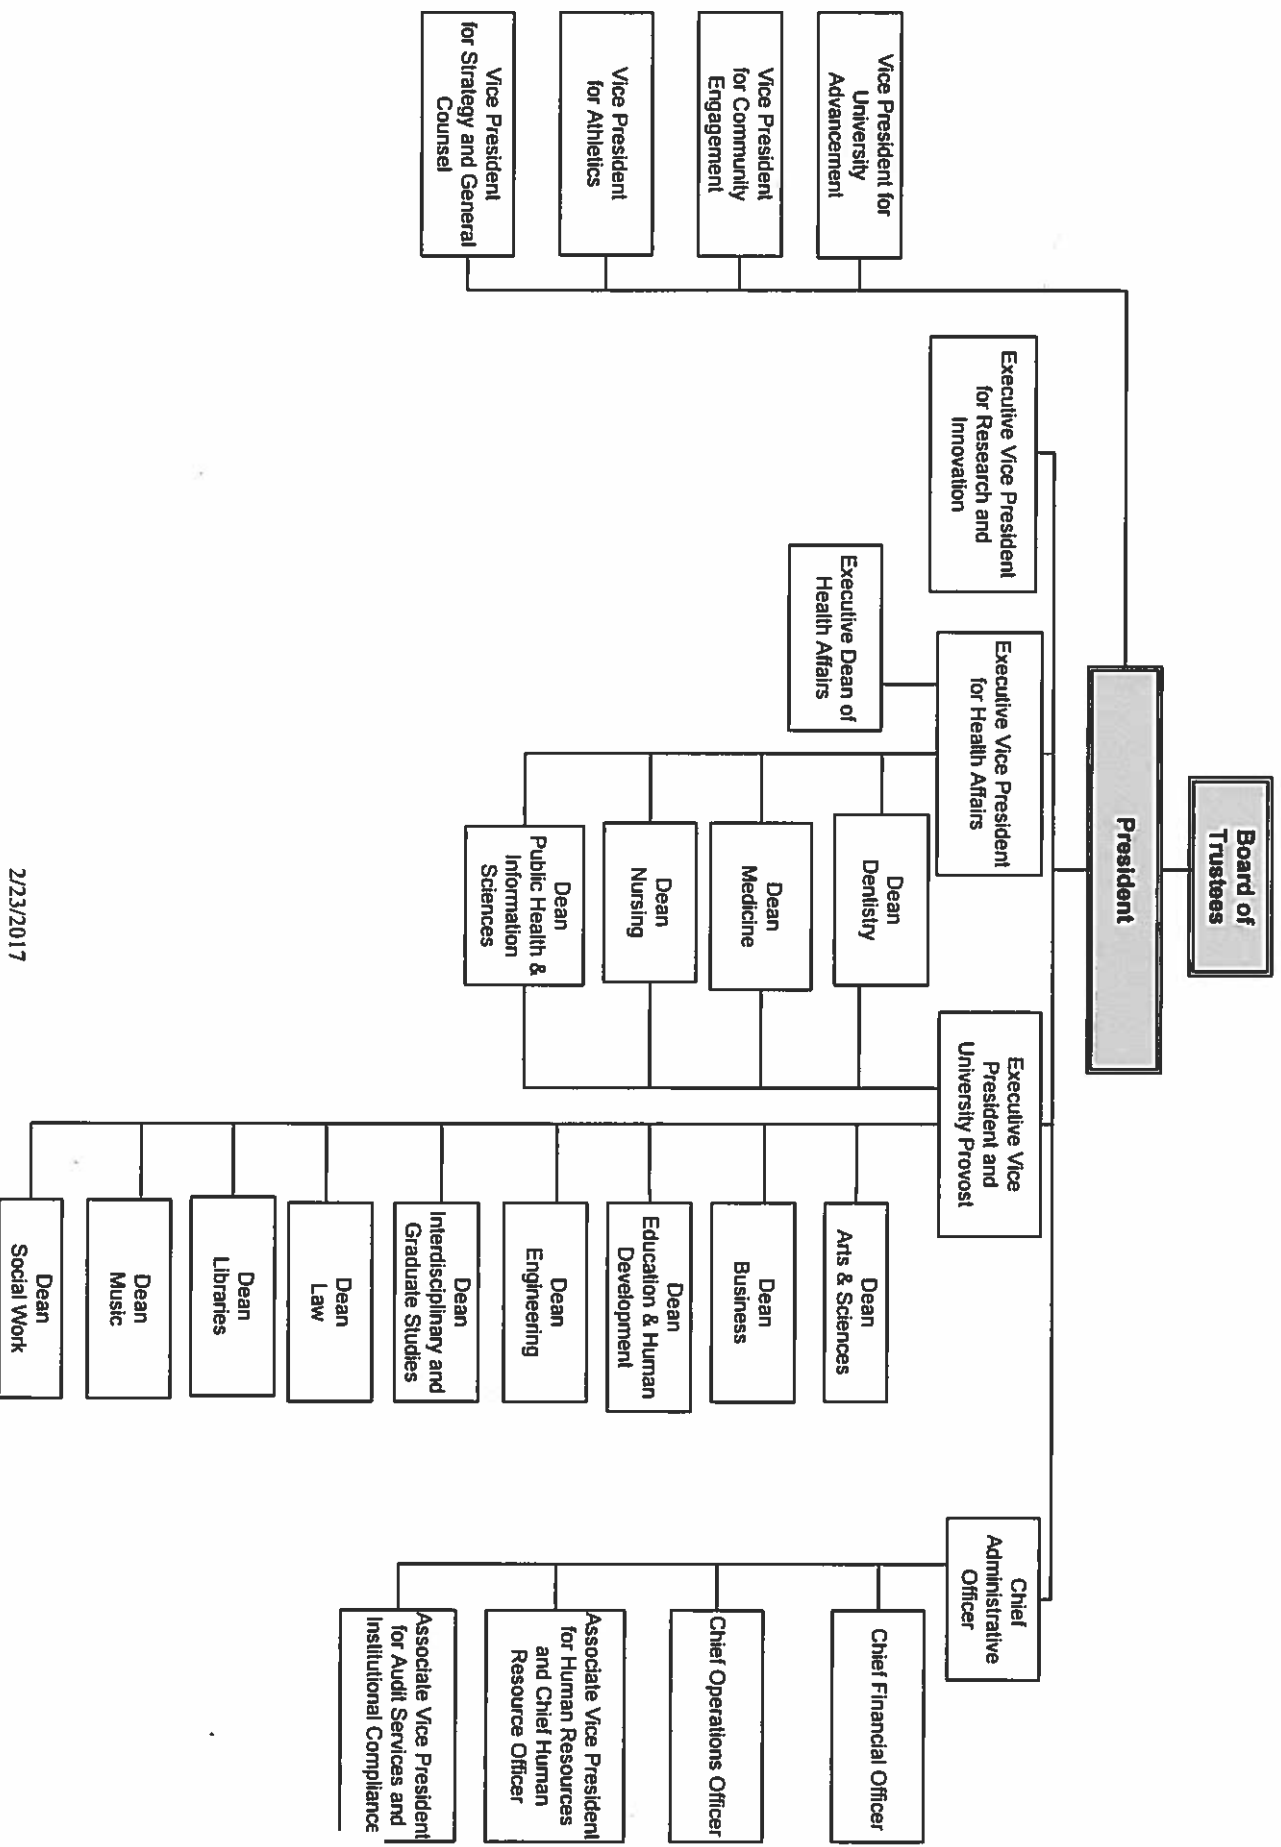 Board of
Trustees
President
Vice President for
University
Advancement
Vice President
for Community
Engagement
Vice President
for Athletics
Vice President
for Strategy and General
Counsel
Executive Vice President
for Research and
Innovation
Executive Vice President
for Health Affairs
Executive Dean of
Health Affairs
Dean
Dentistry
Dean
Medicine
Dean
Nursing
Dean
Public Health &
Information
Sciences
Executive Vice
President and
University Provost
Dean
Arts & Sciences
Dean
Business
Dean
Education & Human
Development
Dean
Engineering
Dean
Interdisciplinary and
Graduate Studies
Dean
Law
Dean
Libraries
Dean
Music
Dean
Social Work
Chief
Administrative
Officer
Chief Financial Officer
Chief Operations Officer
Associate Vice President
for Human Resources
and Chief Human
Resource Officer
Associate Vice President
for Audit Services and
Institutional Compliance
2/23/2017